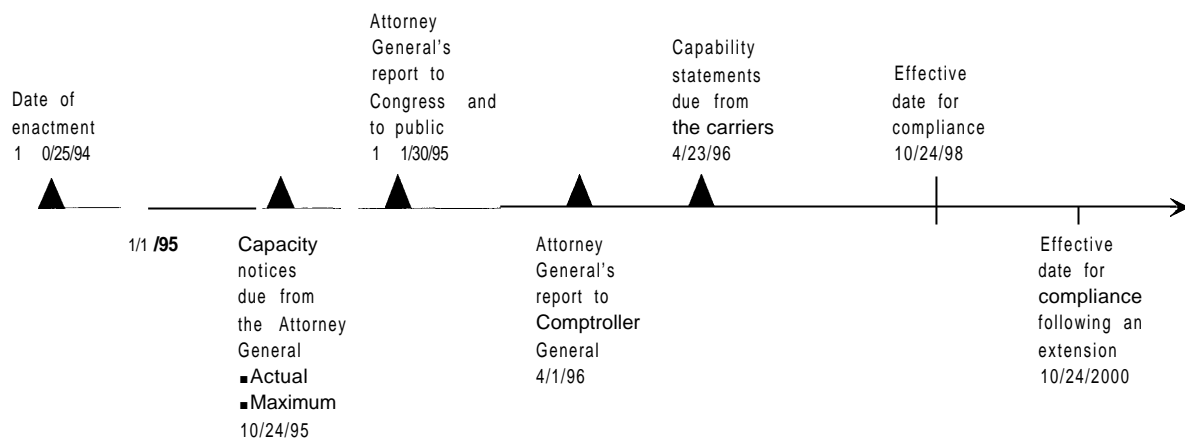 Date of
enactment
1 0/25/94
Attorney
General's
report to
Congress and
to public
1 1/30/95
Capability
statements
due from
the carriers
4/23/96
Effective
date for
compliance
10/24/98
1/1 /95
Capacity
notices
due from
the Attorney
General
■Actual
■Maximum
10/24/95
Attorney
General's
report to
Comptroller
General
4/1/96
Effective
date for
compliance
following an
extension
10/24/2000